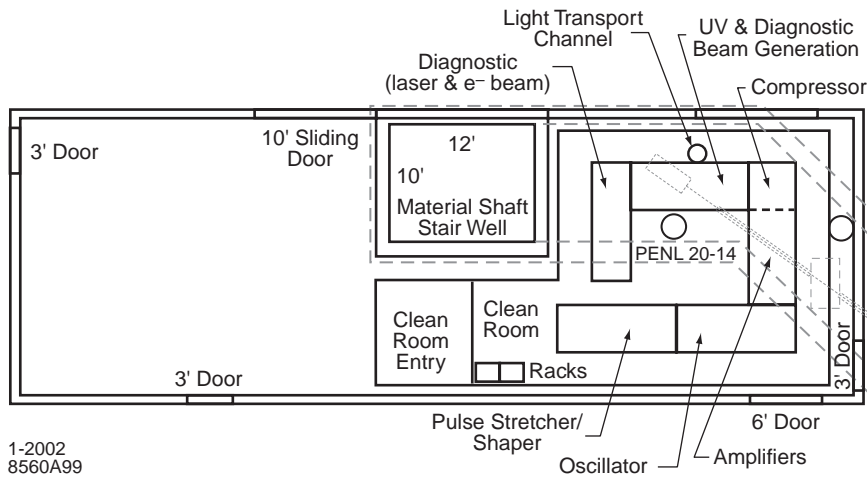 Light Transport
Channel
UV & Diagnostic
Beam Generation
Diagnostic
(laser & e– beam)
Compressor
3' Door
10' Sliding
Door
12'
10'
Material Shaft
Stair Well
PENL 20-14
Clean
Room
Entry
Clean
Room
Racks
3' Door
3' Door
Pulse Stretcher/
Shaper
6' Door
Oscillator
Amplifiers
1-2002
8560A99